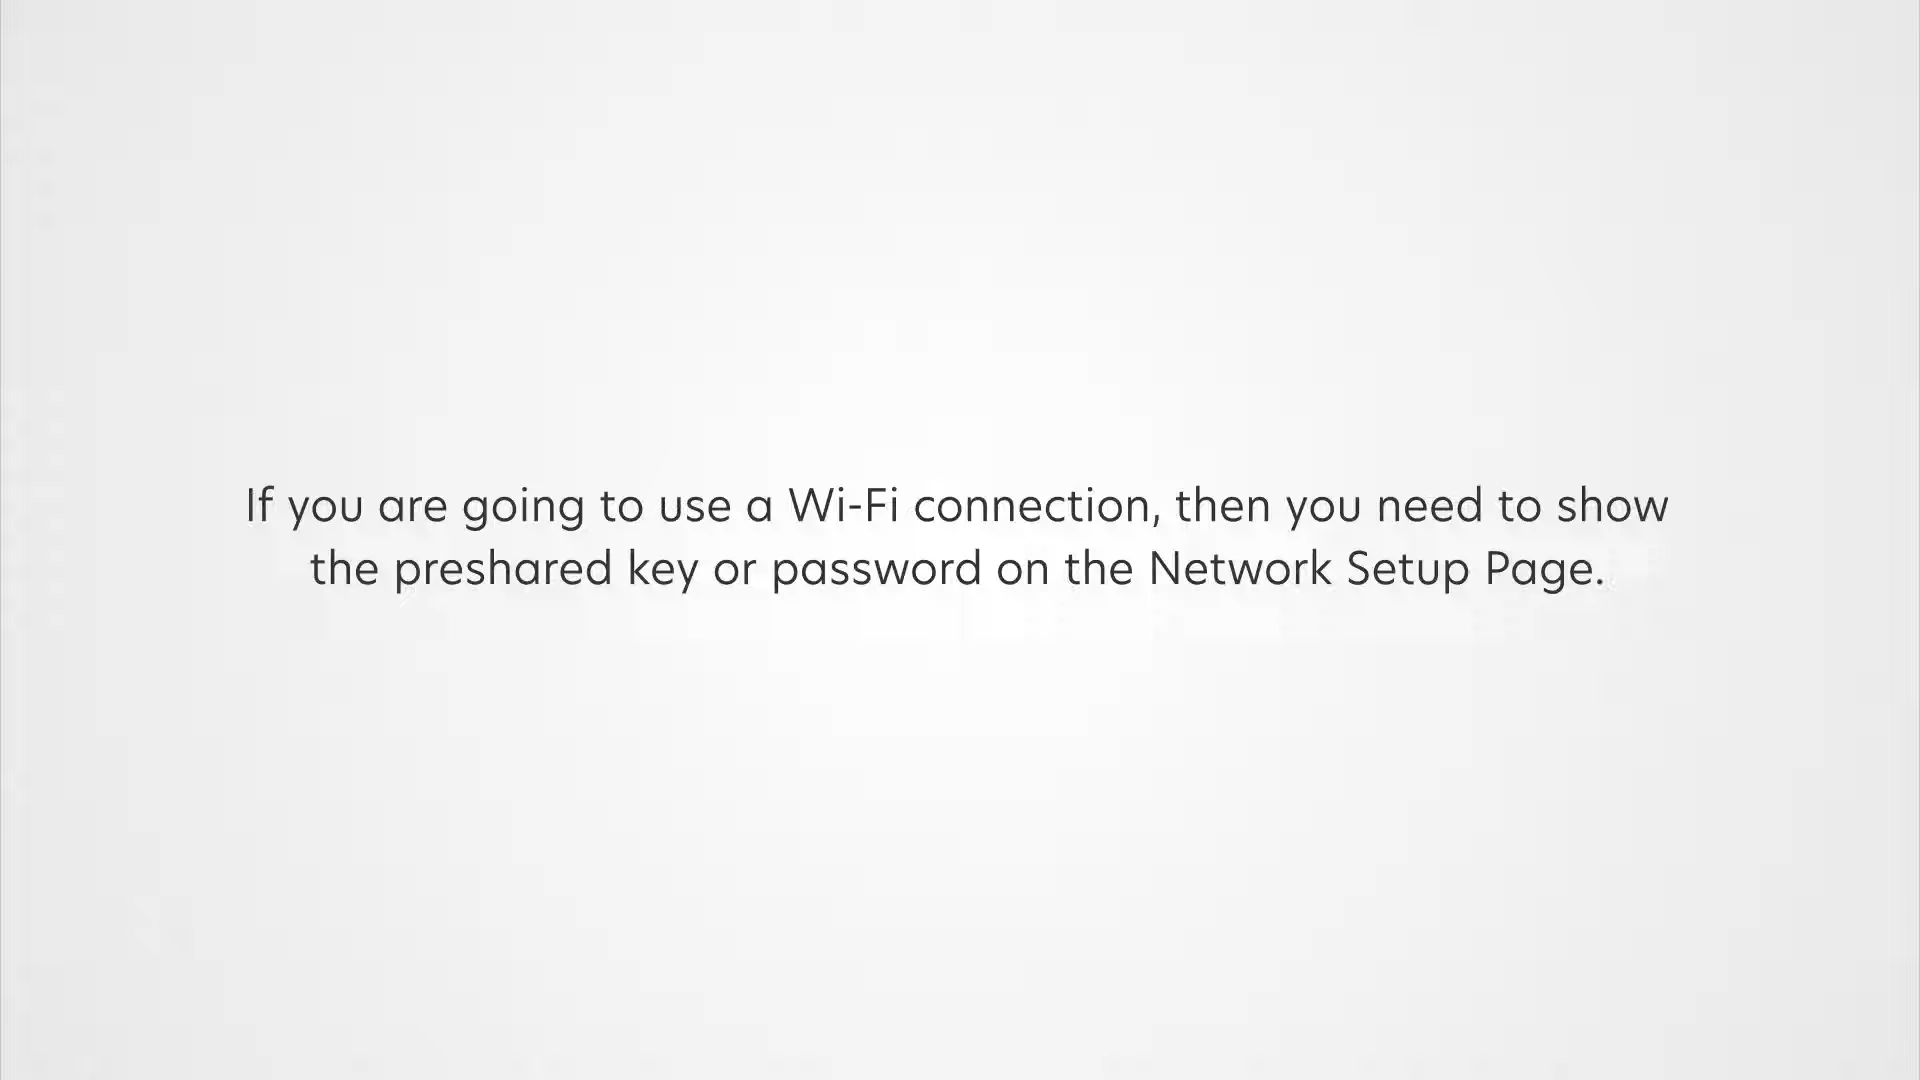 If you are going to use a Wi-Fi connection, then you need to show
the preshared key or password on the Network Setup Page.